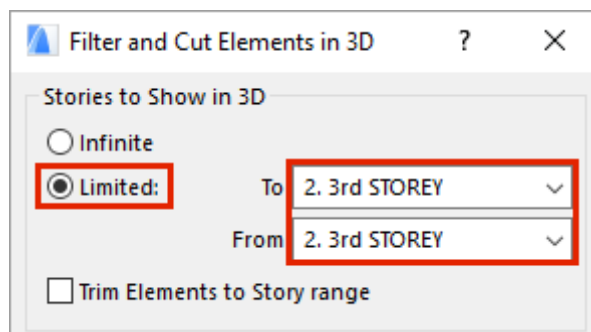 Filter and Cut Elements in 3D ?
Stories to Show in 3D
Infinite
Limited: To 2. 3rd STOREY
From 2. 3rd STOREY
Trim Elements to Story range